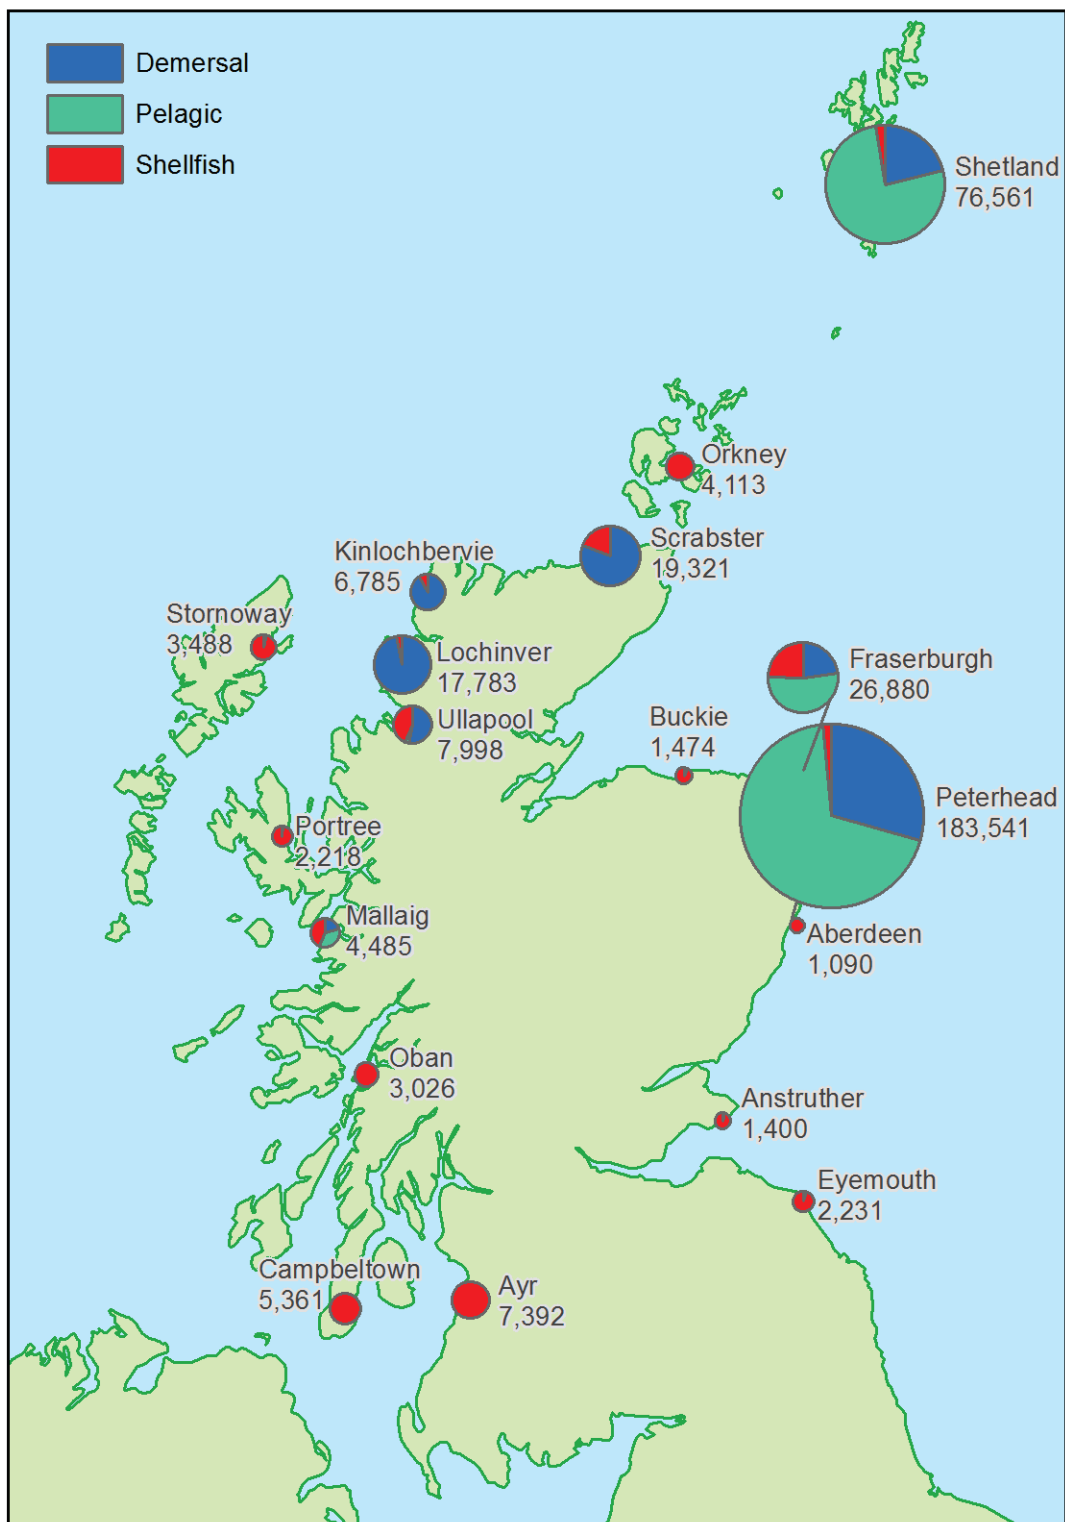 Demersal
Pelagic
Shellfish
Shetland
76,561
Orkney
4,113
Scrabster
19,321
Kinlochbervie
6,785
Stornoway
3,488
Lochinver
17,783
Fraserburgh
26,880
Ullapool
7,998
Buckie
1,474
Peterhead
183,541
Portree
2,218
Mallaig
4,485
Aberdeen
1,090
Oban
3,026
Anstruther
1,400
Eyemouth
2,231
Campbeltown
5,361
Ayr
7,392